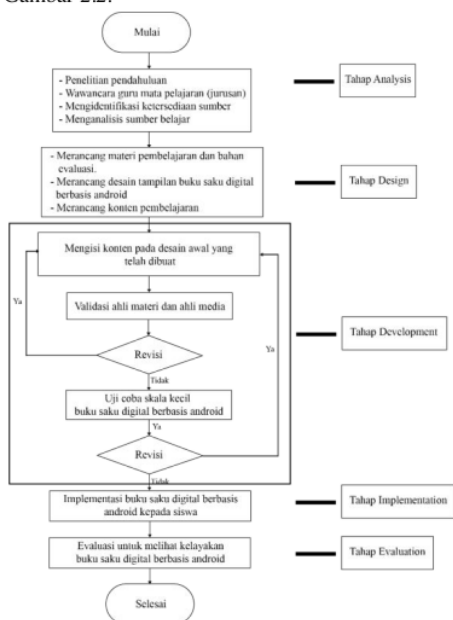 Gambar 2.2.
Mulai
- Penelitian pendahuluan
- Wawancara guru mata pelajaran (jurusan)
- Mengidentifikasi ketersediaan sumber
- Menganalisis sumber belajar
Tahap Analysis
- Merancang materi pembelajaran dan bahan
evaluasi.
- Merancang desain tampilan buku saku digital
berbasis android
- Merancang konten pembelajaran
Tahap Design
Mengisi konten pada desain awal yang
telah dibuat
Ya
Validasi ahli materi dan ahli media
Revisi
Ya
Tahap Development
Tidak
Uji coba skala kecil
buku saku digital berbasis android
Ya
Revisi
Tidak
Implementasi buku saku digital berbasis
android kepada siswa
Tahap Implementation
Evaluasi untuk melihat kelayakan
buku saku digital berbasis android
Tahap Evaluation
Selesai